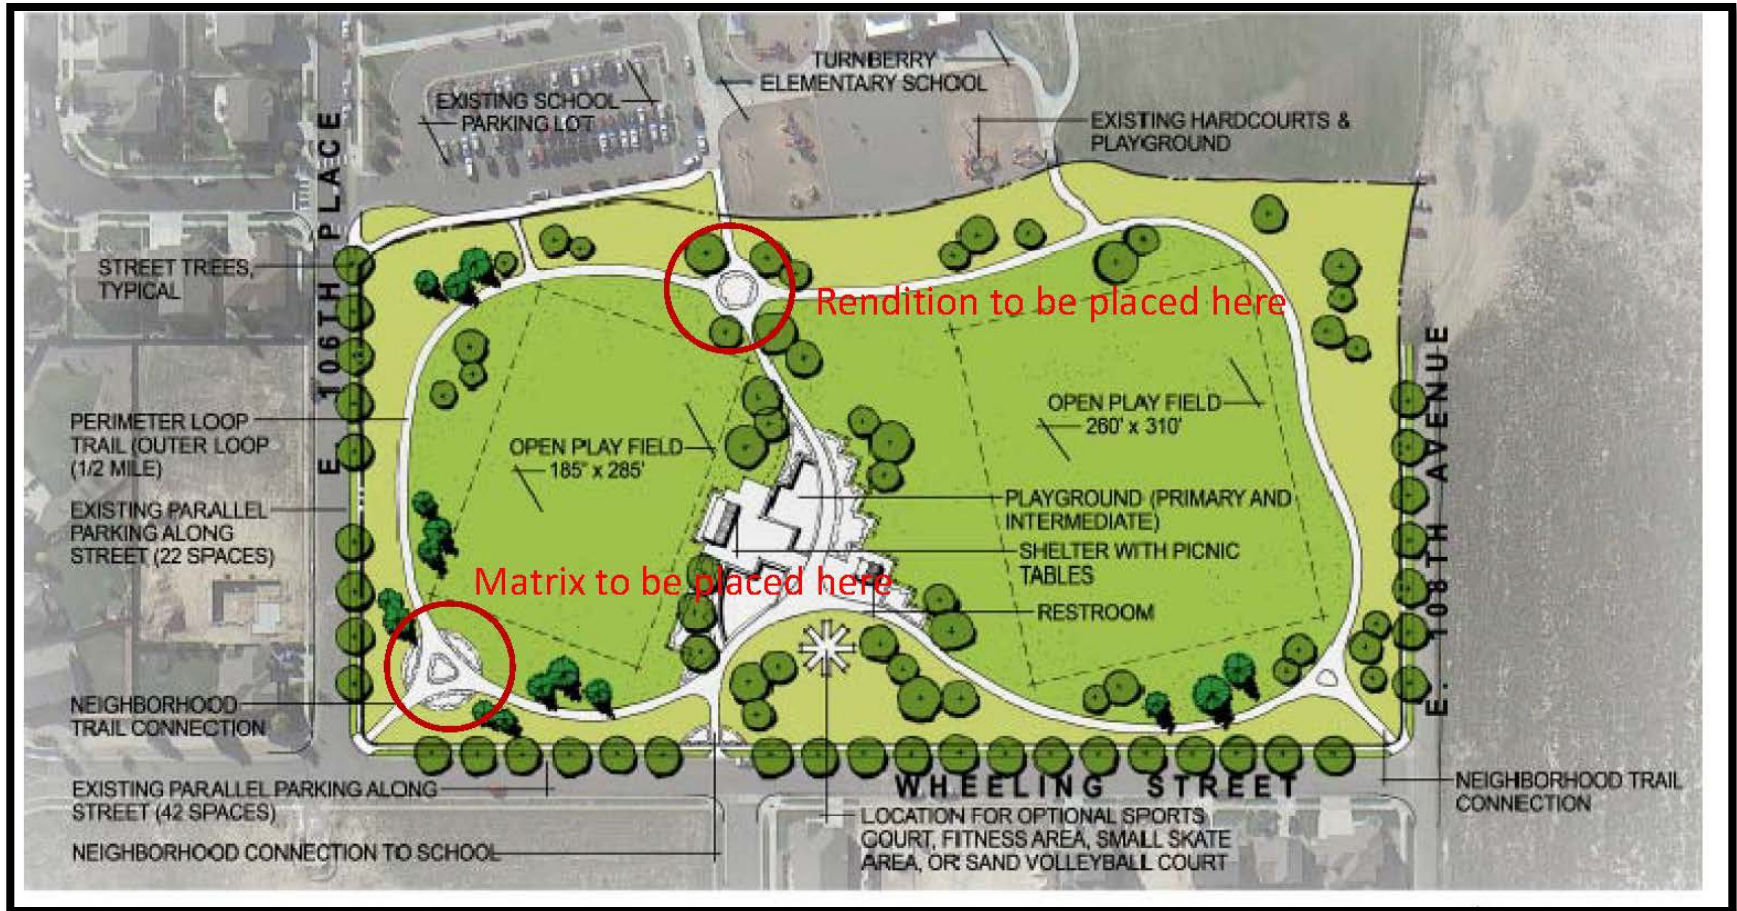 TURNBERRY
ELEMENTARY SCHOOL
EXISTING SCHOOL
PARKING LOT
EXISTING HARDCOURTS &
PLAYGROUND
E. 106TH PLACE
STREET TREES,
TYPICAL
Rendition to be placed here
PERIMETER LOOP
TRAIL (OUTER LOOP
(1/2 MILE)
OPEN PLAY FIELD
185' x 285'
OPEN PLAY FIELD
260' x 310'
E. 108TH AVENUE
EXISTING PARALLEL
PARKING ALONG
STREET (22 SPACES)
PLAYGROUND (PRIMARY AND
INTERMEDIATE)
SHELTER WITH PICNIC
TABLES
RESTROOM
Matrix to be placed here
NEIGHBORHOOD
TRAIL CONNECTION
WHEELING STREET
EXISTING PARALLEL PARKING ALONG
STREET (42 SPACES)
NEIGHBORHOOD CONNECTION TO SCHOOL
LOCATION FOR OPTIONAL SPORTS
COURT, FITNESS AREA, SMALL SKATE
AREA, OR SAND VOLLEYBALL COURT
NEIGHBORHOOD TRAIL
CONNECTION